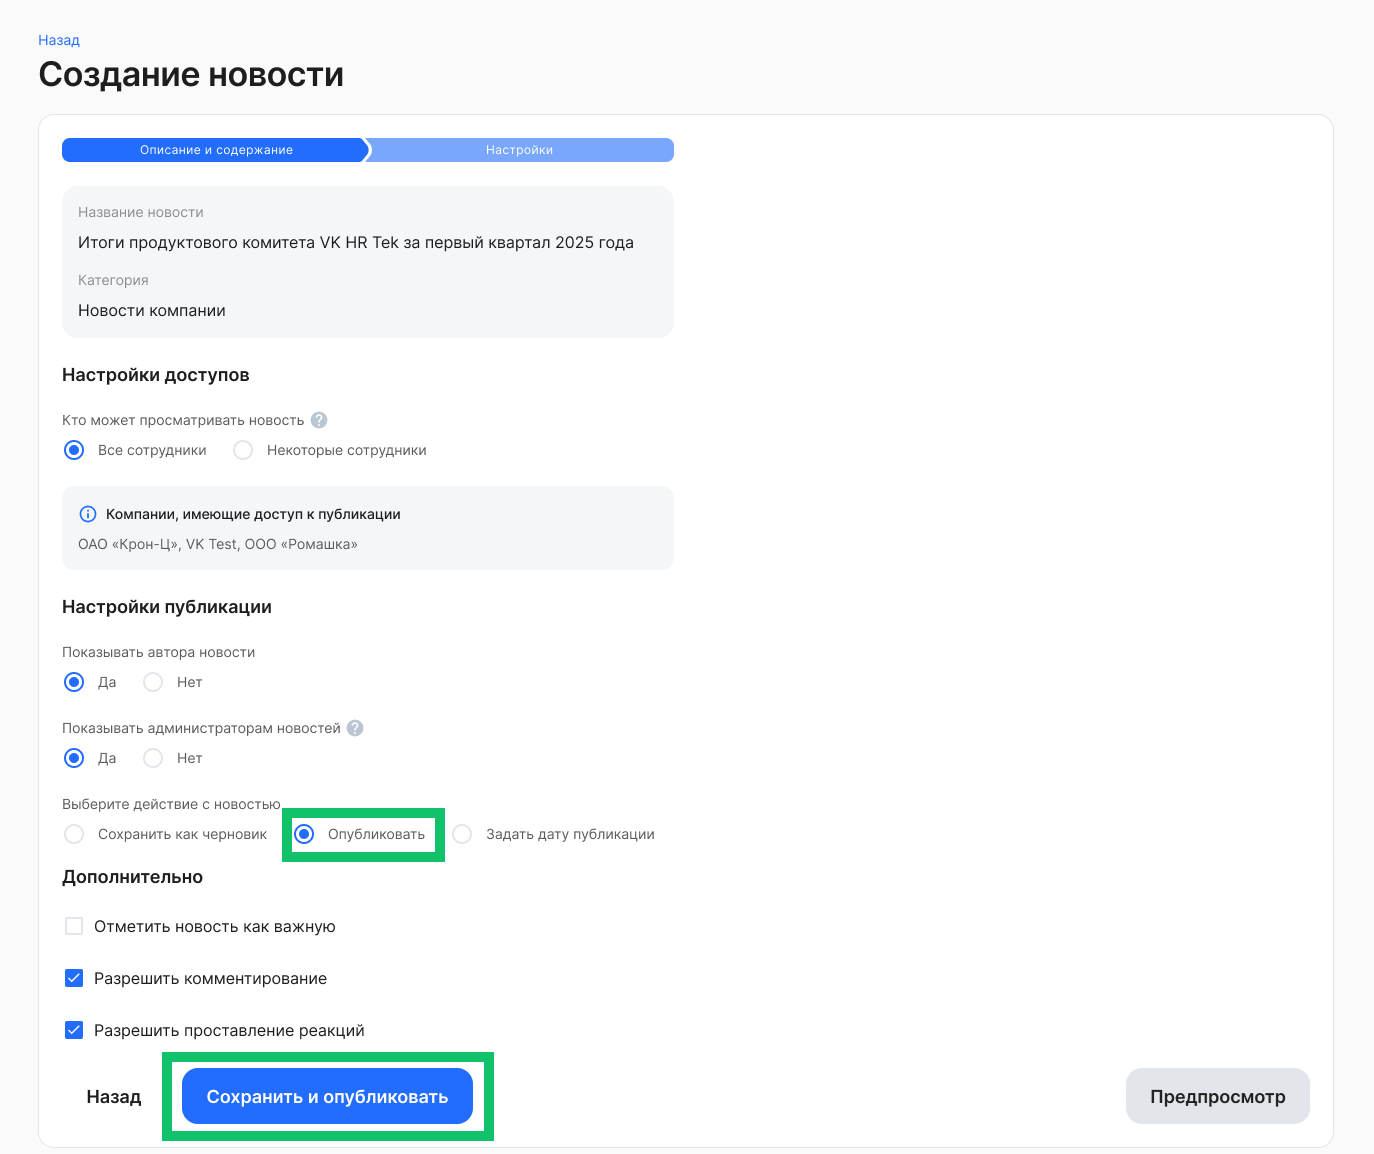 Назад
Создание новости
Описание и содержание
Настройки
Название новости
Итоги продуктового комитета VK HR Tek за первый квартал 2025 года
Категория
Новости компании
Настройки доступов
Кто может просматривать новость ?
Все сотрудники
Некоторые сотрудники
Компании, имеющие доступ к публикации
ОАО «Крон-Ц», VK Test, ООО «Ромашка»
Настройки публикации
Показывать автора новости
Да
Нет
Показывать администраторам новостей ?
Да
Нет
Выберите действие с новостью
Сохранить как черновик
Опубликовать
Задать дату публикации
Дополнительно
Отметить новость как важную
Разрешить комментирование
Разрешить проставление реакций
Назад
Сохранить и опубликовать
Предпросмотр